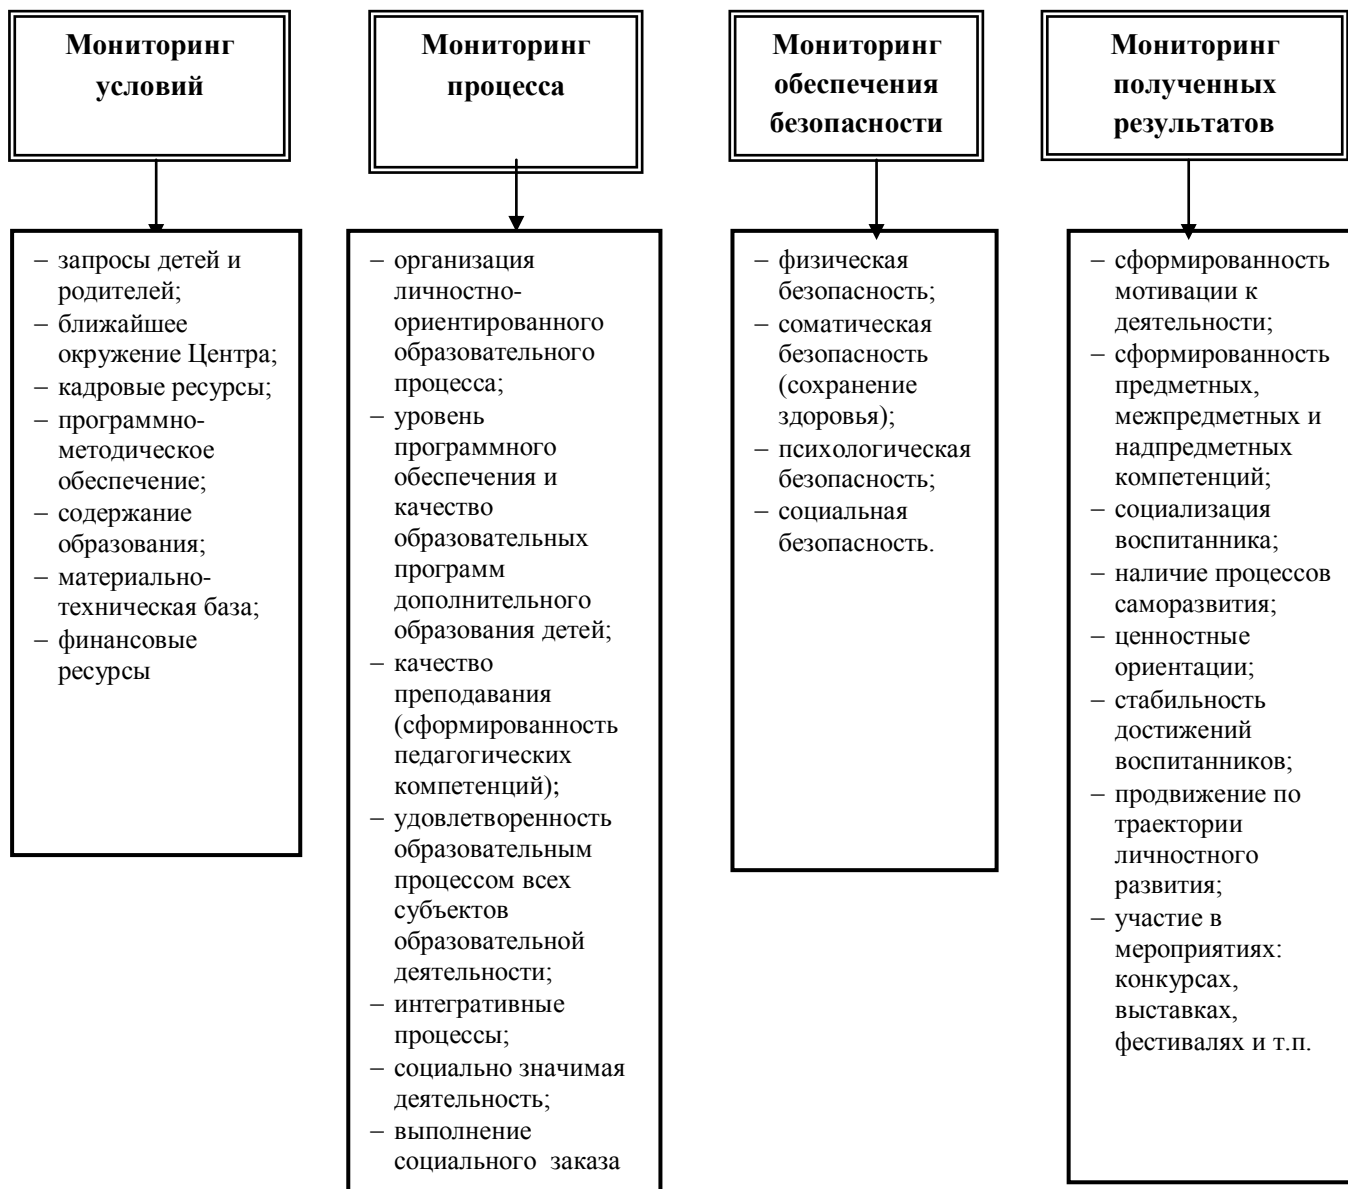 Мониторинг
условий
– запросы детей и
родителей;
– ближайшее
окружение Центра;
– кадровые ресурсы;
– программно-
методическое
обеспечение;
– содержание
образования;
– материально-
техническая база;
– финансовые
ресурсы
Мониторинг
процесса
– организация
личностно-
ориентированного
образовательного
процесса;
– уровень
программного
обеспечения и
качество
образовательных
программ
дополнительного
образования детей;
– качество
преподавания
(сформированность
педагогических
компетенций);
– удовлетворенность
образовательным
процессом всех
субъектов
образовательной
деятельности;
– интегративные
процессы;
– социально значимая
деятельность;
– выполнение
социального  заказа
Мониторинг
обеспечения
безопасности
– физическая
безопасность;
– соматическая
безопасность
(сохранение
здоровья);
– психологическая
безопасность;
– социальная
безопасность.
Мониторинг
полученных
результатов
– сформированность
мотивации к
деятельности;
– сформированность
предметных,
межпредметных и
надпредметных
компетенций;
– социализация
воспитанника;
– наличие процессов
саморазвития;
– ценностные
ориентации;
– стабильность
достижений
воспитанников;
– продвижение по
траектории
личностного
развития;
– участие в
мероприятиях:
конкурсах,
выставках,
фестивалях и т.п.